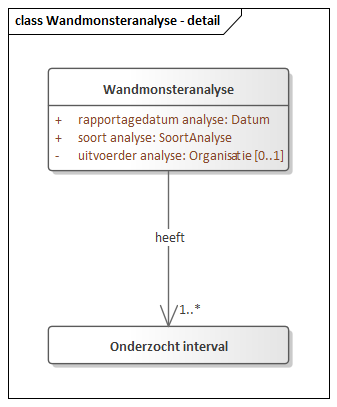 class Wandmonsteranalyse - detail
Wandmonsteranalyse
+ rapportagedatum analyse: Datum
+ soort analyse: SoortAnalyse
- uitvoerder analyse: Organisatie [0..1]
heeft
1..*
Onderzocht interval